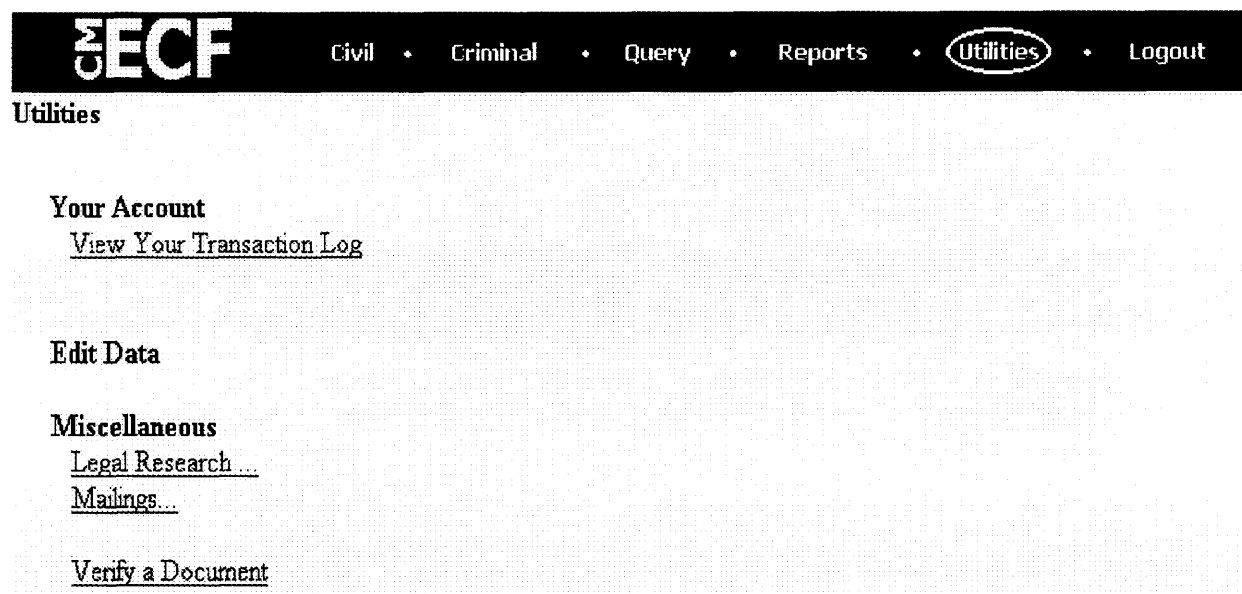 CM ECF Civil • Criminal • Query • Reports • Utilities • Logout
Utilities
Your Account
View Your Transaction Log
Edit Data
Miscellaneous
Legal Research ...
Mailings...
Verify a Document